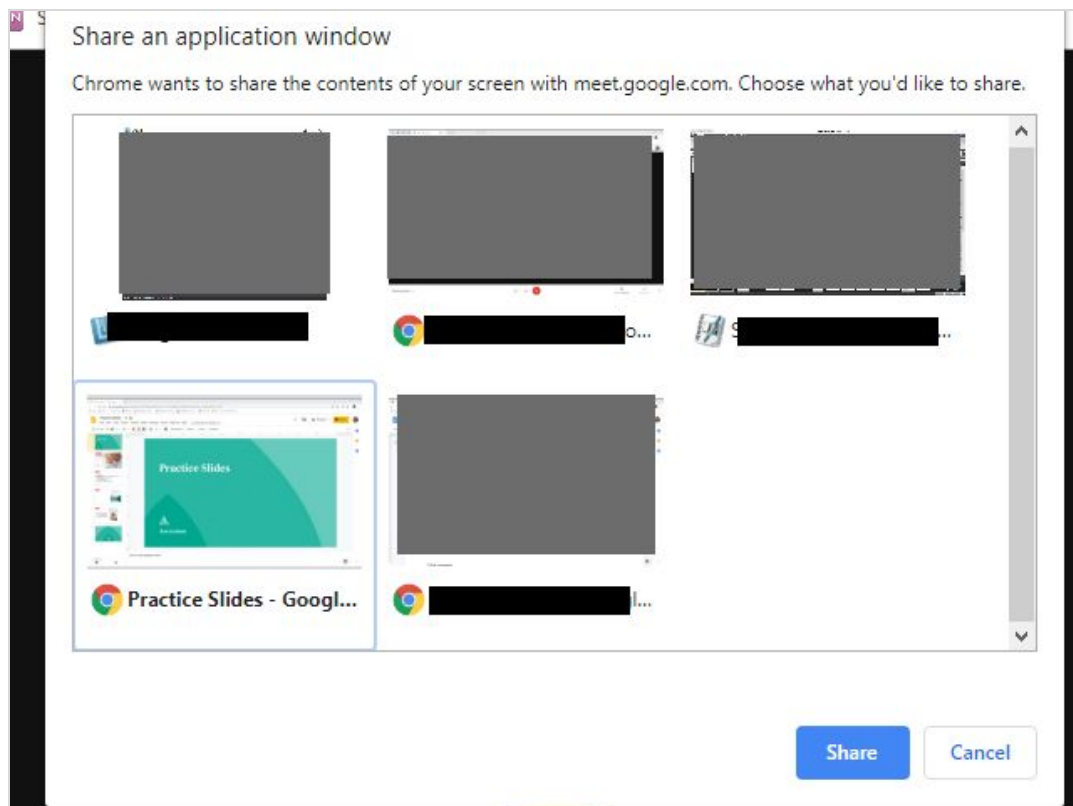 Share an application window
Chrome wants to share the contents of your screen with meet.google.com. Choose what you'd like to share.
o...
S ...
Practice Slides
Practice Slides - Googl...
l...
Share
Cancel